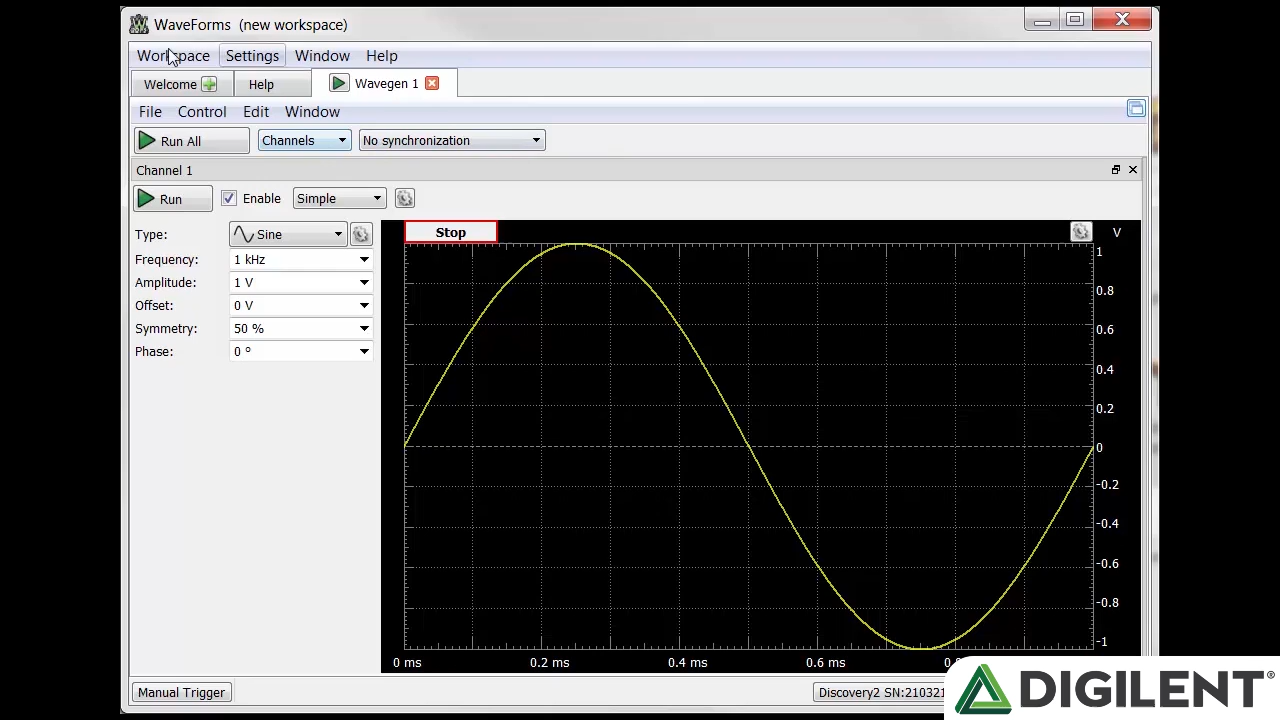 WaveForms (new workspace)
Workspace Settings Window Help
Welcome Help Wavegen 1
File Control Edit Window
Run All Channels No synchronization
Channel 1
Run Enable Simple
Type: Sine
Frequency: 1 kHz
Amplitude: 1 V
Offset: 0 V
Symmetry: 50 %
Phase: 0 º
Stop V
1
0.8
0.6
0.4
0.2
0
-0.2
-0.4
-0.6
-0.8
-1
0 ms 0.2 ms 0.4 ms 0.6 ms
Manual Trigger Discovery2 SN:210321
DIGILENT®